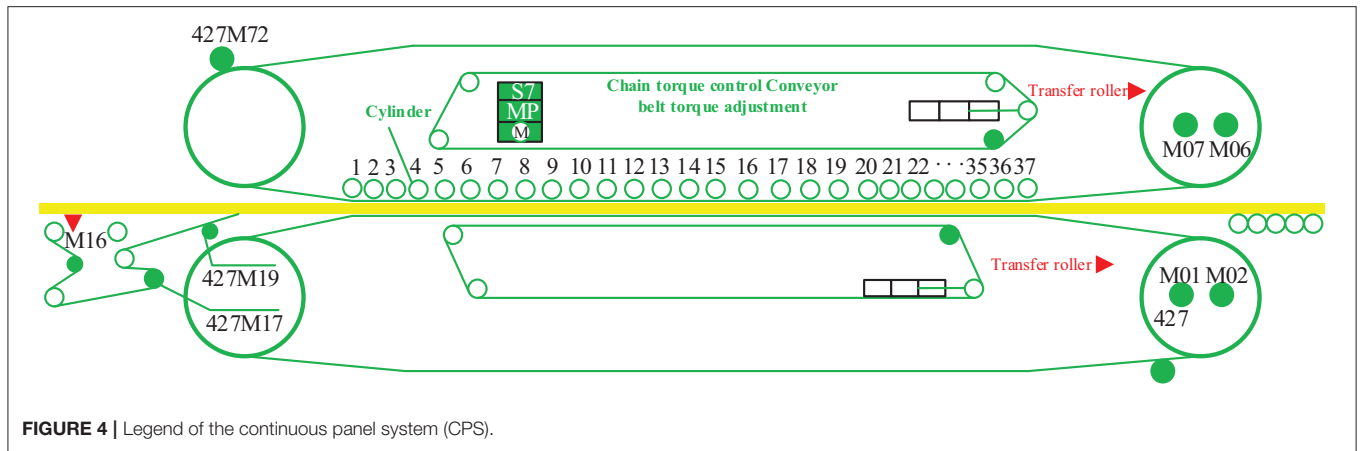 427M72
S7
MP
M
Chain torque control Conveyor
belt torque adjustment
Transfer roller
Cylinder
M07 M06
1 2 3 4 5 6 7 8 9 10 11 12 13 14 15 16 17 18 19 20 21 22 · · · 35 36 37
M16
427M19
427M17
Transfer roller
M01 M02
427
FIGURE 4 | Legend of the continuous panel system (CPS).